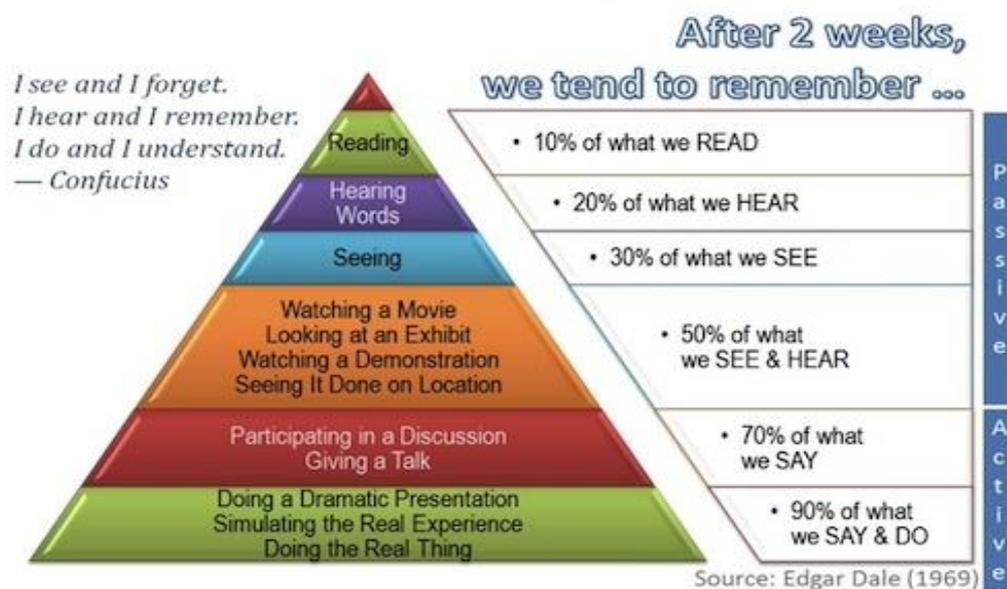 After 2 weeks,
we tend to remember ...
I see and I forget.
I hear and I remember.
I do and I understand.
— Confucius
Reading
• 10% of what we READ
Hearing
Words
• 20% of what we HEAR
Seeing
• 30% of what we SEE
Watching a Movie
Looking at an Exhibit
Watching a Demonstration
Seeing It Done on Location
• 50% of what
we SEE & HEAR
Passive
Participating in a Discussion
Giving a Talk
• 70% of what
we SAY
Doing a Dramatic Presentation
Simulating the Real Experience
Doing the Real Thing
• 90% of what
we SAY & DO
Active
Source: Edgar Dale (1969)